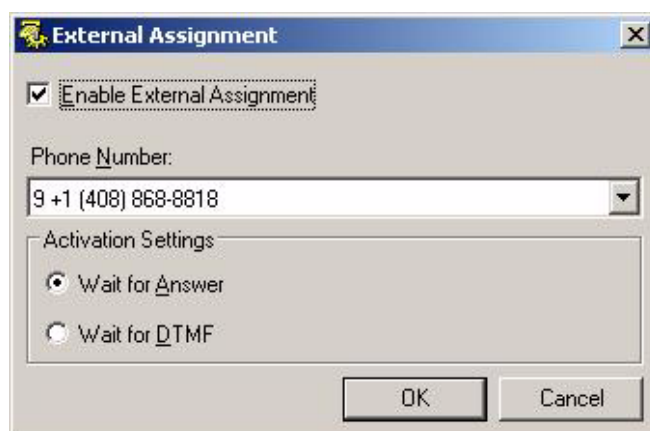 External Assignment
Enable External Assignment
Phone Number:
9 +1 (408) 868-8818
Activation Settings
Wait for Answer
Wait for DTMF
OK Cancel